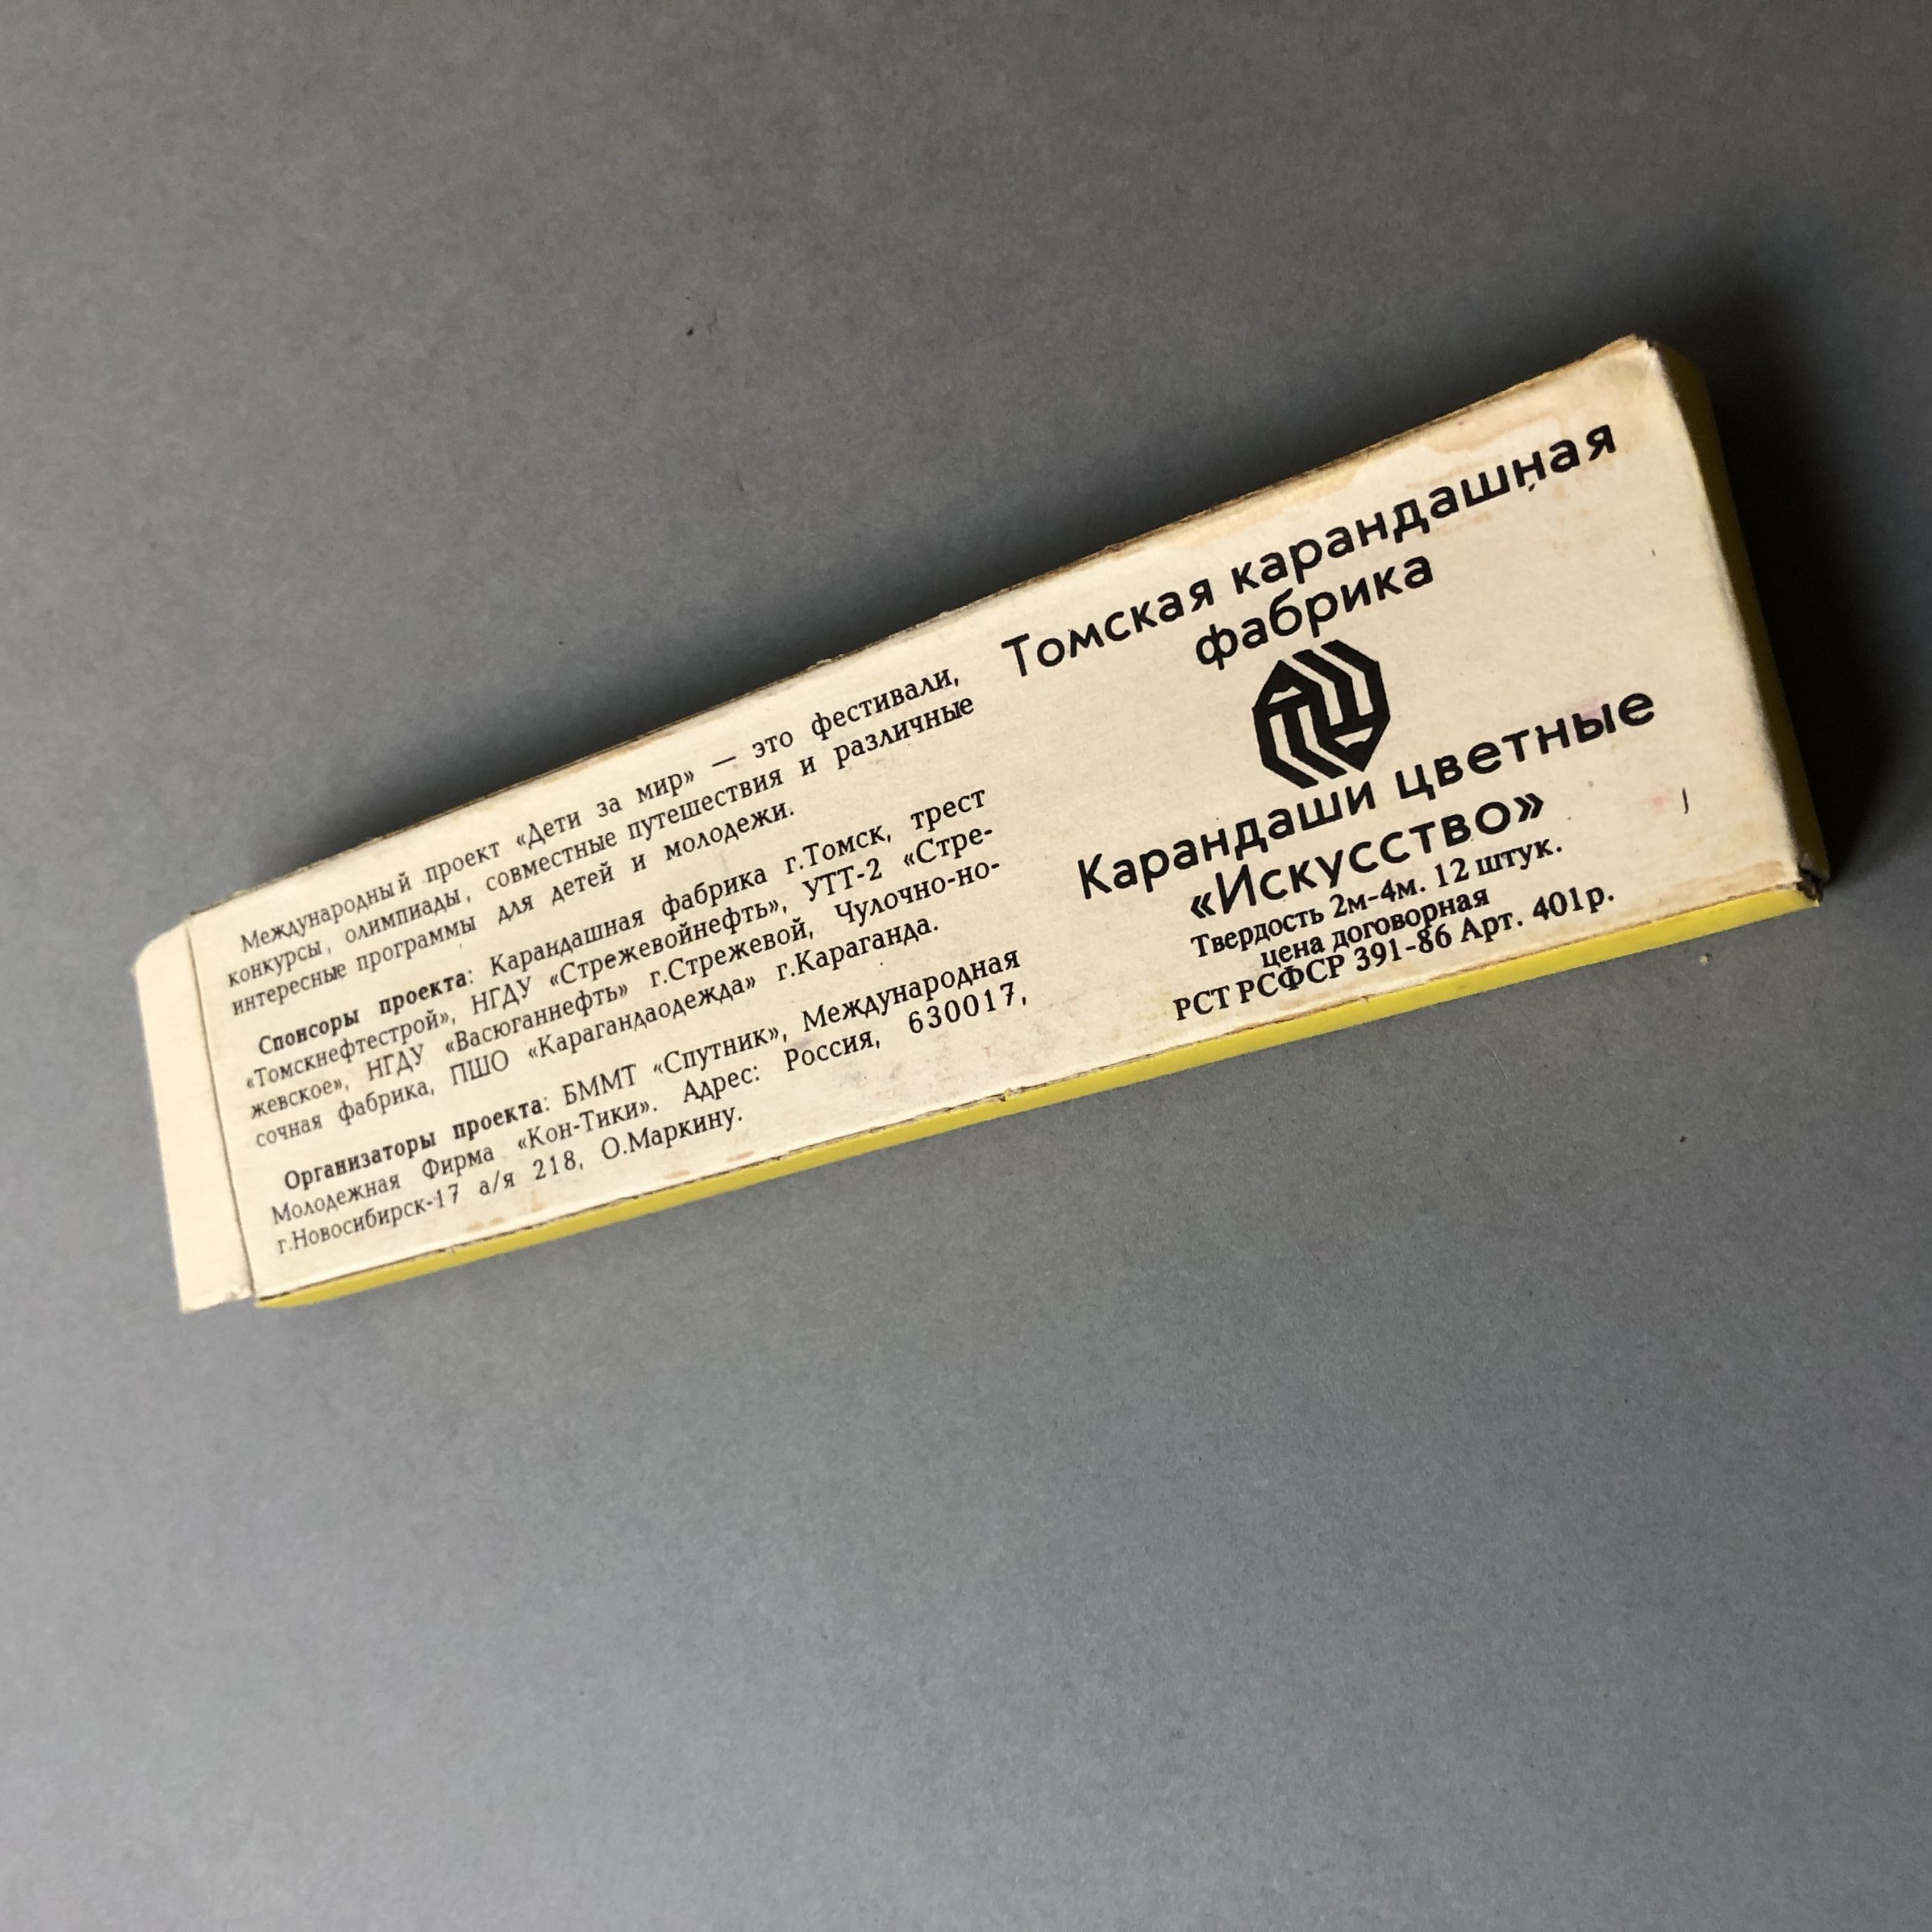 Международный проект «Дети за мир» — это фестивали,
конкурсы, олимпиады, совместные путешествия и различные
интересные программы для детей и молодежи.
Спонсоры проекта: Карандашная фабрика г.Томск, трест
«Томскнефтестрой», НГДУ «Стрежевойнефть», УТТ-2 «Стре-
жевское», НГДУ «Васюганнефть» г.Стрежевой, Чулочно-но-
сочная фабрика, ПШО «Карагандаодежда» г.Караганда.
Организаторы проекта: БММТ «Спутник», Международная
Молодежная Фирма «Кон-Тики». Адрес: Россия, 630017,
г.Новосибирск-17 а/я 218, О.Маркину.
Томская карандашная
фабрика
Карандаши цветные
«Искусство»
Твердость 2м-4м. 12 штук.
цена договорная
РСТ РСФСР 391-86 Арт. 401р.